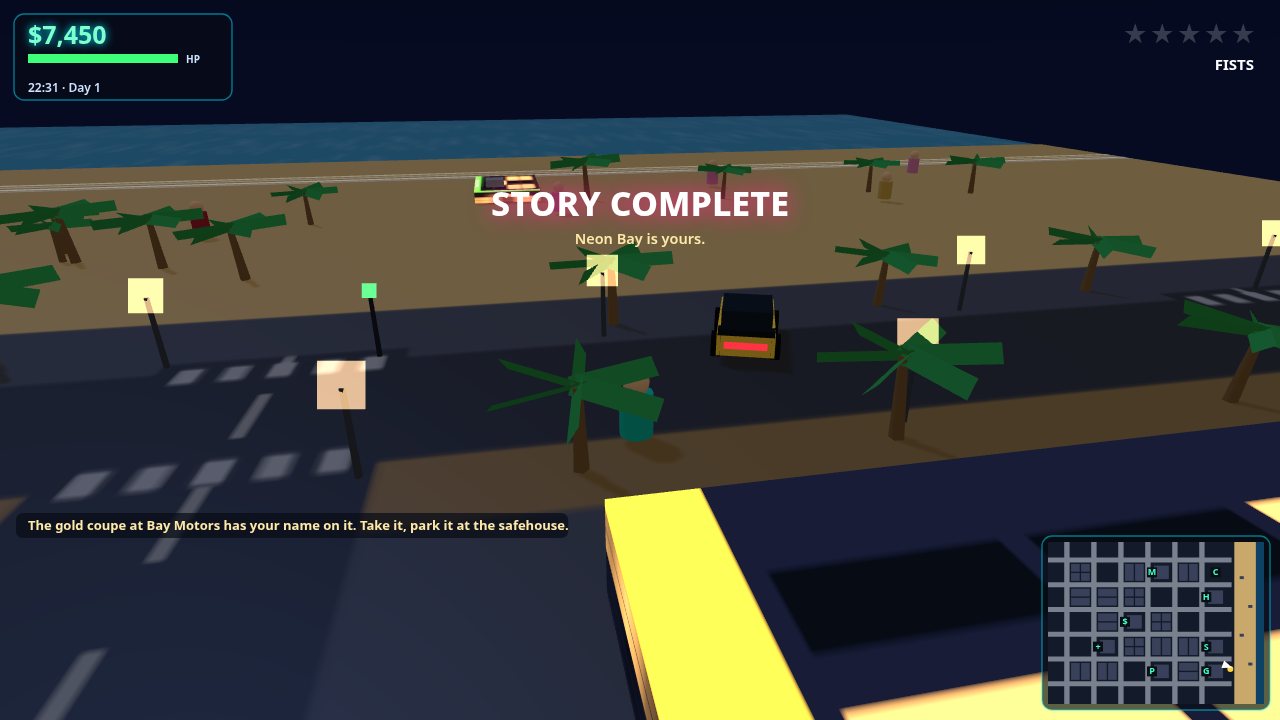 $7,450
HP
22:31 · Day 1
★★★★★
FISTS
STORY COMPLETE
Neon Bay is yours.
The gold coupe at Bay Motors has your name on it. Take it, park it at the safehouse.
M
C
H
$
+
S
P
G